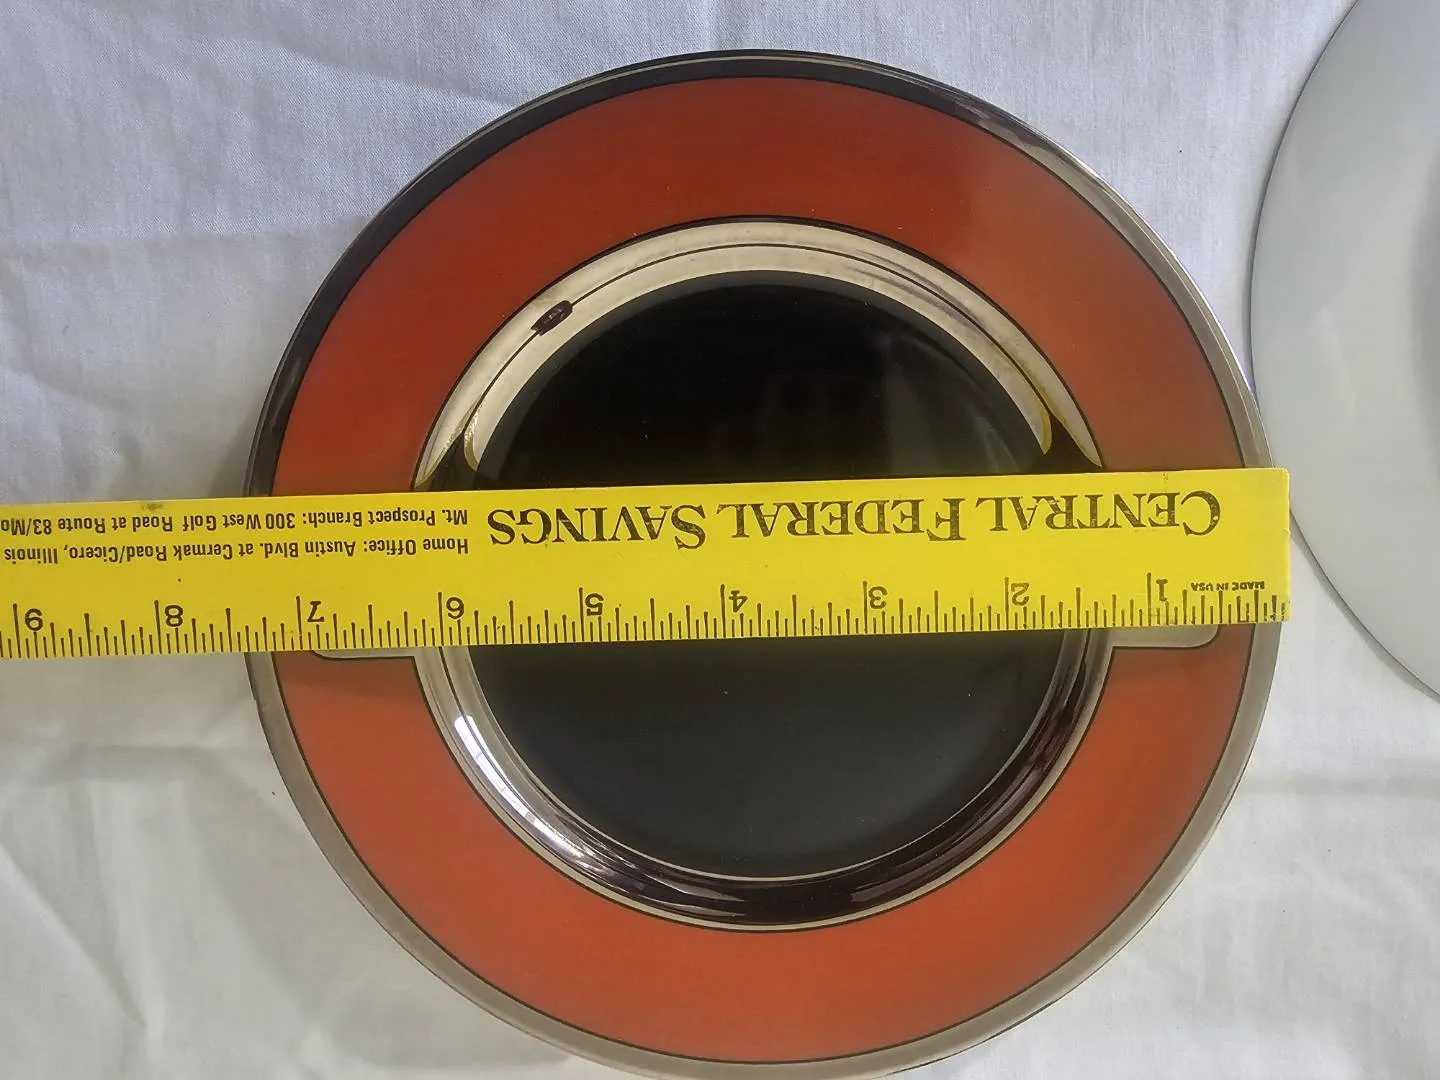 CENTRAL FEDERAL SAVINGS
Home Office: Austin Blvd. at Cermak Road/Cicero, Illinois
Mt. Prospect Branch: 300 West Golf Road at Route 83/
MADE IN USA
1 2 3 4 5 6 7 8 9